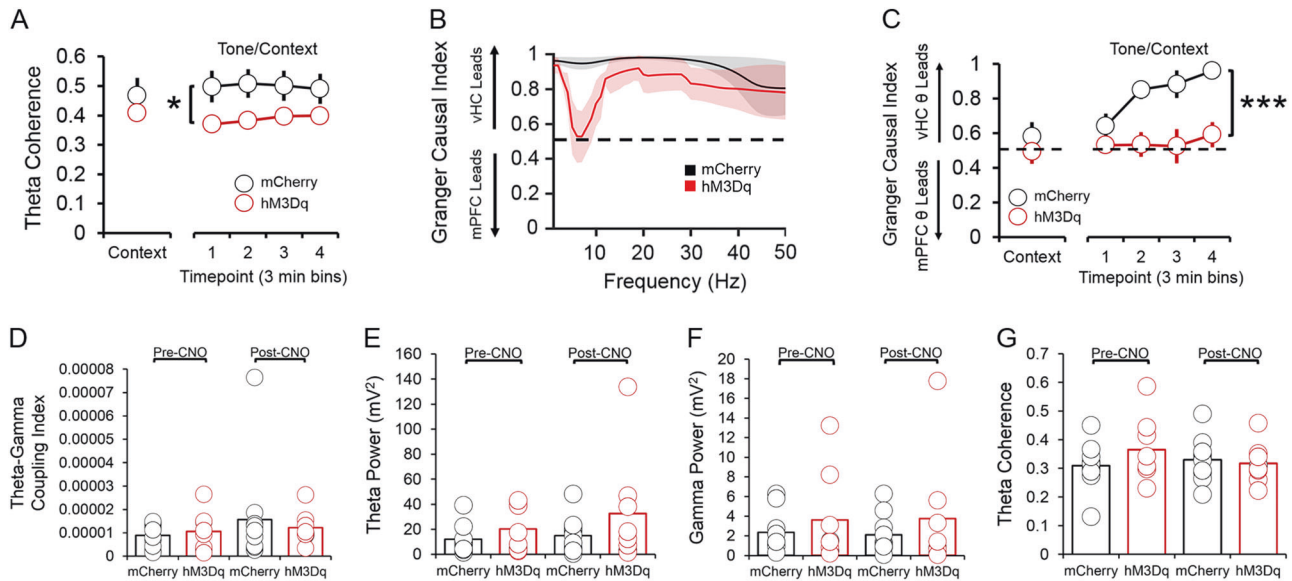 A
Tone/Context
Theta Coherence
0.6
0.5
0.4
0.3
0.2
0.1
0
*
mCherry
hM3Dq
Context
1 2 3 4
Timepoint (3 min bins)
B
Granger Causal Index
mPFC Leads
vHC Leads
1
0.8
0.6
0.8
1
0
mCherry
hM3Dq
10 20 30 40 50
Frequency (Hz)
C
Tone/Context
Granger Causal Index
mPFC θ Leads
vHC θ Leads
1
0.8
0.6
0.4
0.2
0
***
mCherry
hM3Dq
Context
1 2 3 4
Timepoint (3 min bins)
D
Pre-CNO Post-CNO
Theta-Gamma
Coupling Index
0.00008
0.00007
0.00006
0.00005
0.00004
0.00003
0.00002
0.00001
0
mCherry hM3Dq mCherry hM3Dq
E
Pre-CNO Post-CNO
Theta Power (mV²)
160
140
120
100
80
60
40
20
0
mCherry hM3Dq mCherry hM3Dq
F
Pre-CNO Post-CNO
Gamma Power (mV²)
20
18
16
14
12
10
8
6
4
2
0
mCherry hM3Dq mCherry hM3Dq
G
Pre-CNO Post-CNO
Theta Coherence
0.7
0.6
0.5
0.4
0.3
0.2
0.1
0
mCherry hM3Dq mCherry hM3Dq